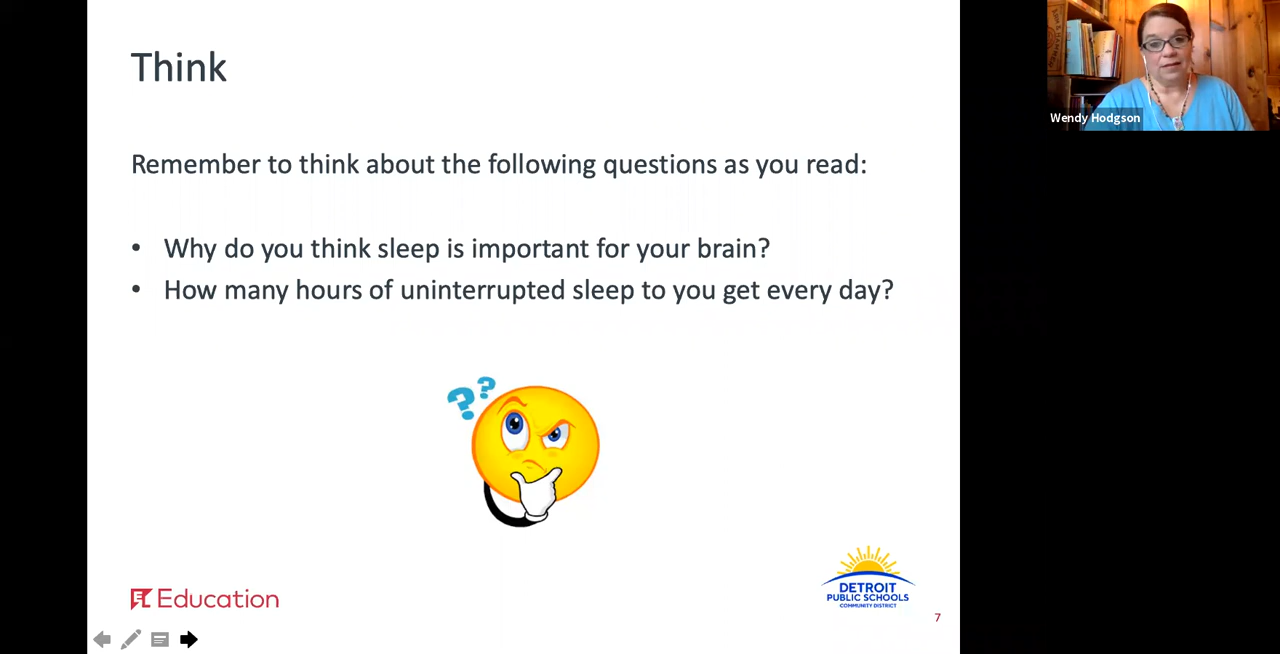 Think
Remember to think about the following questions as you read:
• Why do you think sleep is important for your brain?
• How many hours of uninterrupted sleep to you get every day?
??
Education
DETROIT
PUBLIC SCHOOLS
COMMUNITY DISTRICT
7
Wendy Hodgson